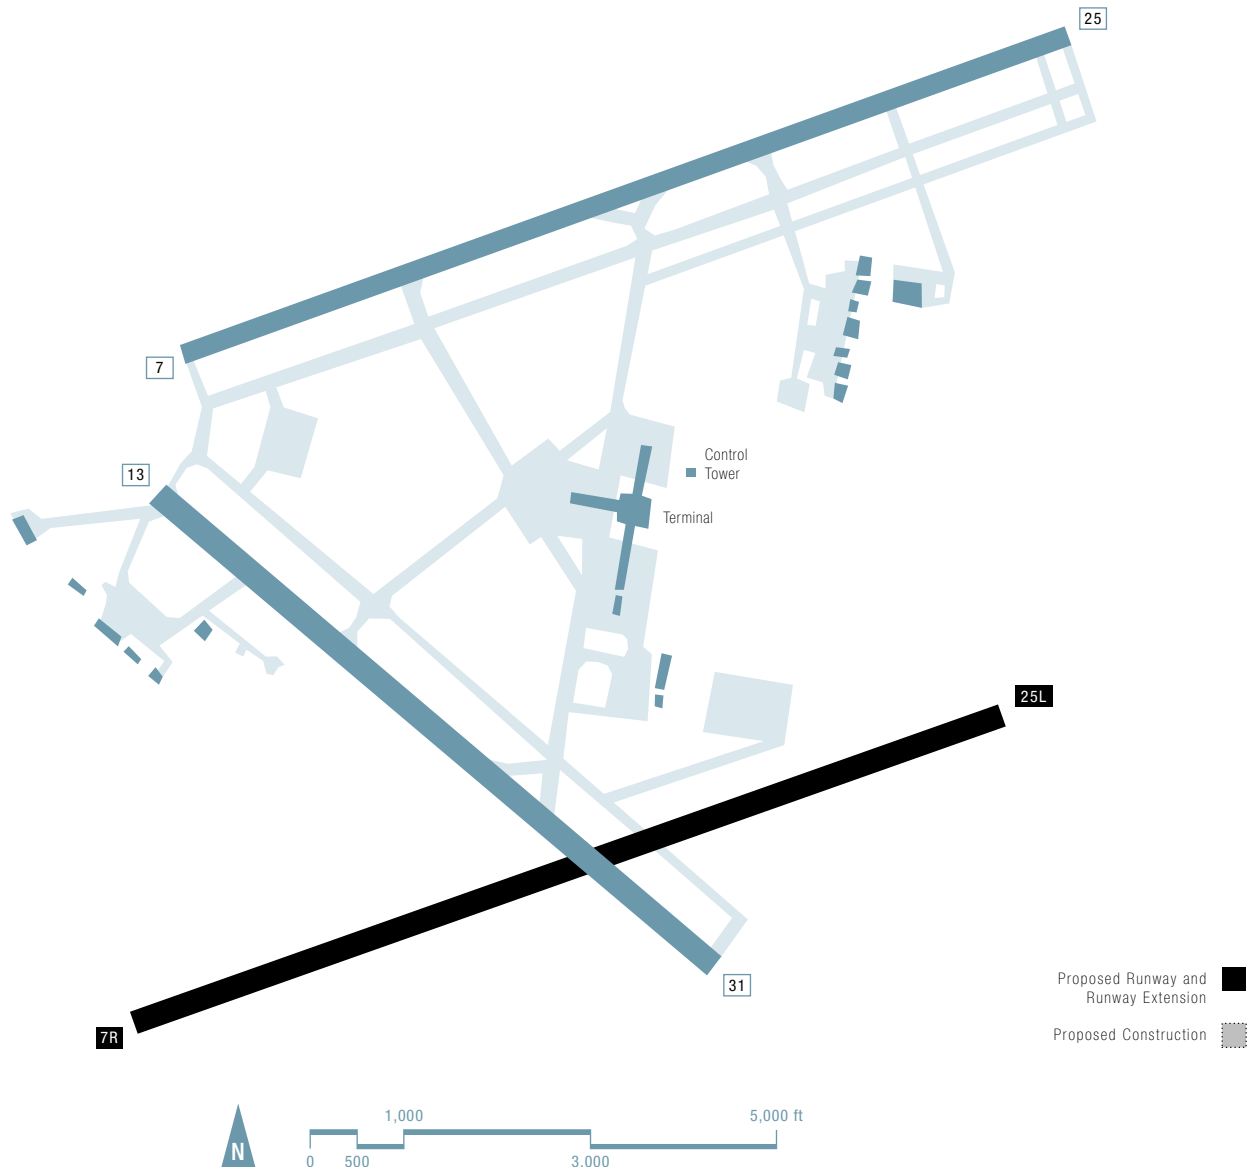 25
7
13
Control
Tower
Terminal
25L
31
Proposed Runway and
Runway Extension
7R
Proposed Construction
1,000
5,000 ft
N
0
500
3.000